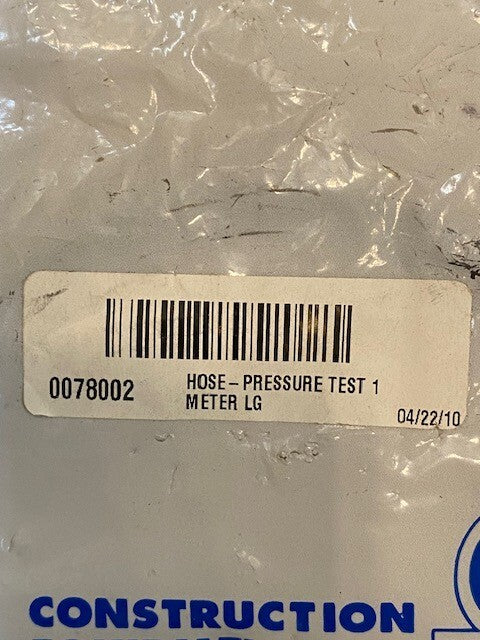 0078002
HOSE-PRESSURE TEST 1
METER LG
04/22/10
CONSTRUCTION